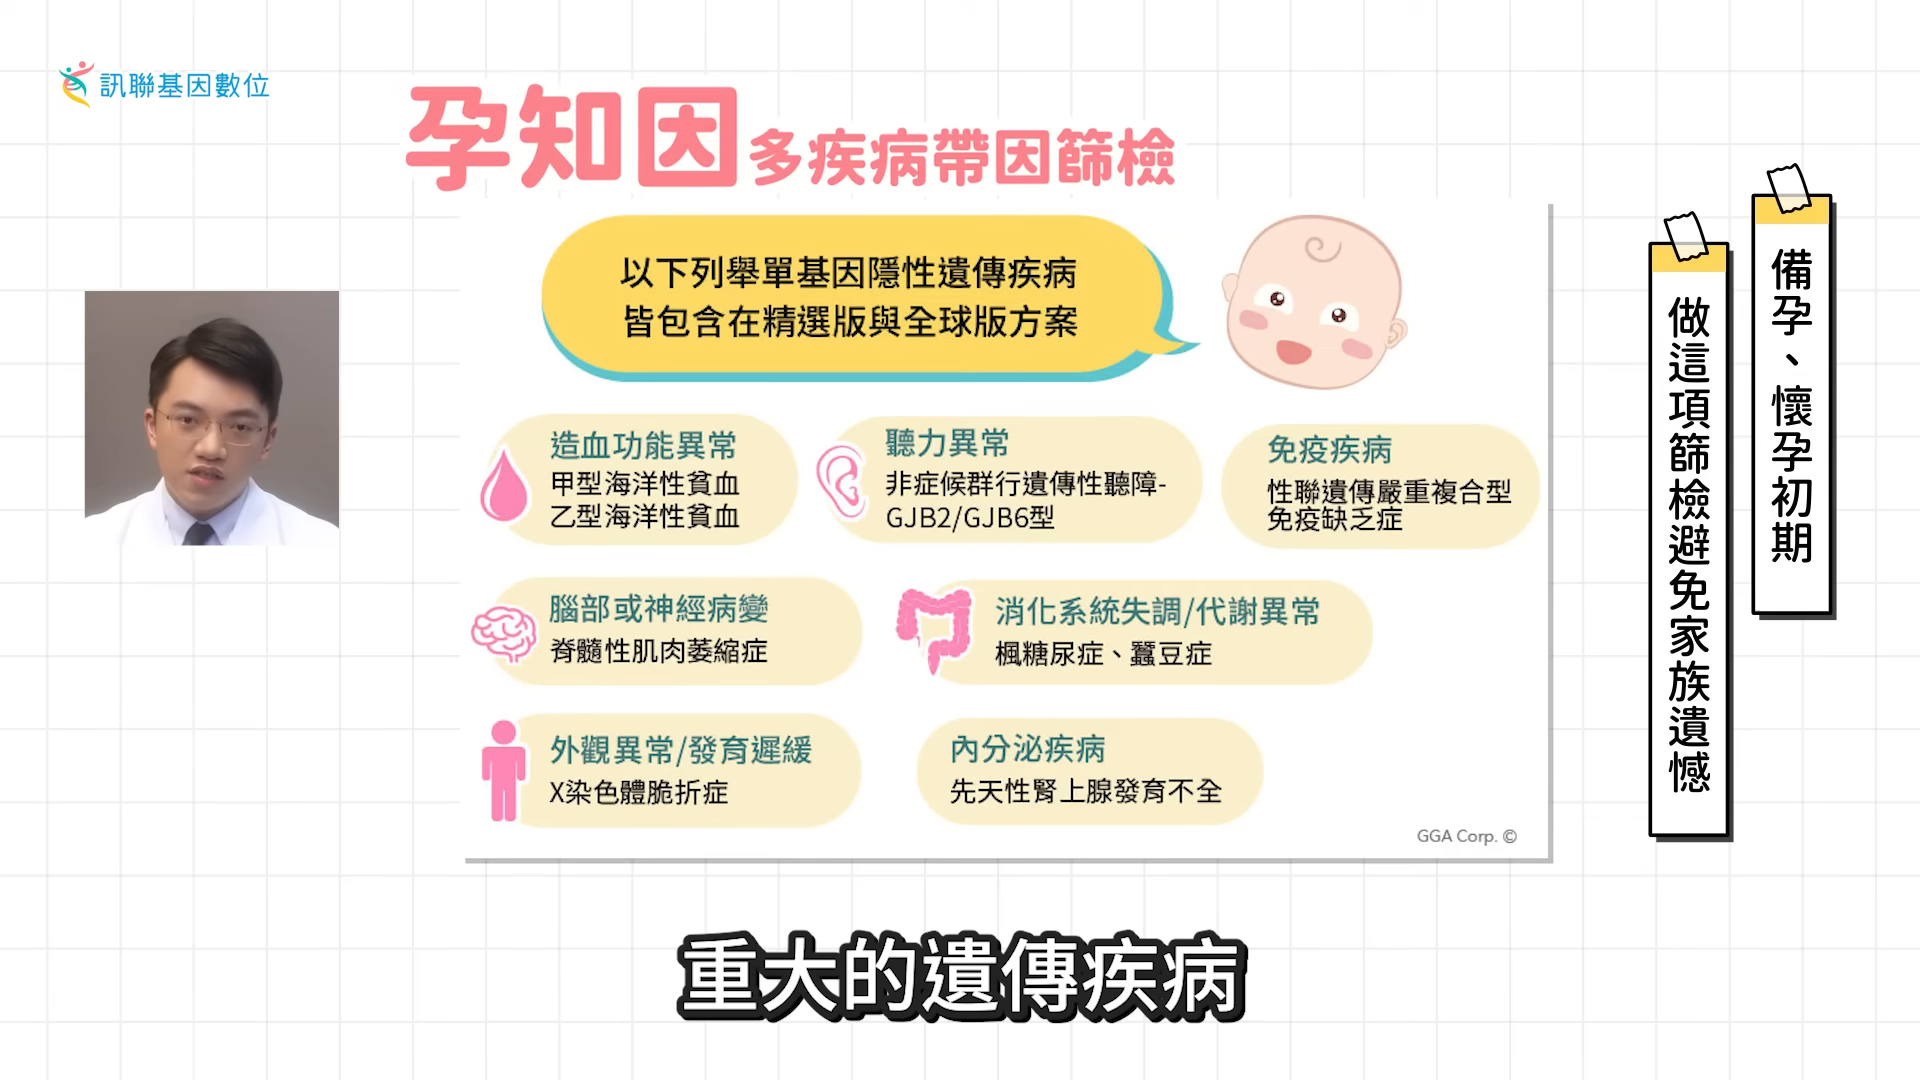 訊聯基因數位
孕知因 多疾病帶因篩檢
以下列舉單基因隱性遺傳疾病
皆包含在精選版與全球版方案
造血功能異常
甲型海洋性貧血
乙型海洋性貧血
聽力異常
非症候群行遺傳性聽障-
GJB2/GJB6型
免疫疾病
性聯遺傳嚴重複合型
免疫缺乏症
腦部或神經病變
脊髓性肌肉萎縮症
消化系統失調/代謝異常
楓糖尿症、蠶豆症
外觀異常/發育遲緩
X染色體脆折症
內分泌疾病
先天性腎上腺發育不全
GGA Corp. ©
備孕、懷孕初期
做這項篩檢避免家族遺憾
重大的遺傳疾病